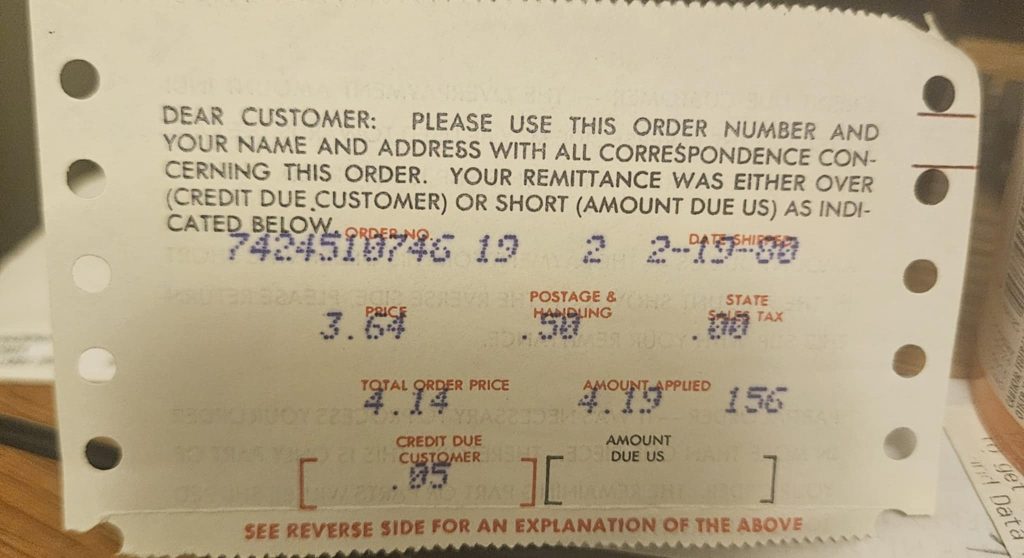 DEAR CUSTOMER: PLEASE USE THIS ORDER NUMBER AND
YOUR NAME AND ADDRESS WITH ALL CORRESPONDENCE CON-
CERNING THIS ORDER. YOUR REMITTANCE WAS EITHER OVER
(CREDIT DUE CUSTOMER) OR SHORT (AMOUNT DUE US) AS INDI-
CATED BELOW.
ORDER NO. DATE SHIPPED
7424510746 19 2 2-19-80
PRICE POSTAGE & HANDLING STATE SALES TAX
3.64 .50 .00
TOTAL ORDER PRICE AMOUNT APPLIED
4.14 4.19 156
CREDIT DUE CUSTOMER AMOUNT DUE US
.05
SEE REVERSE SIDE FOR AN EXPLANATION OF THE ABOVE
to get
Data